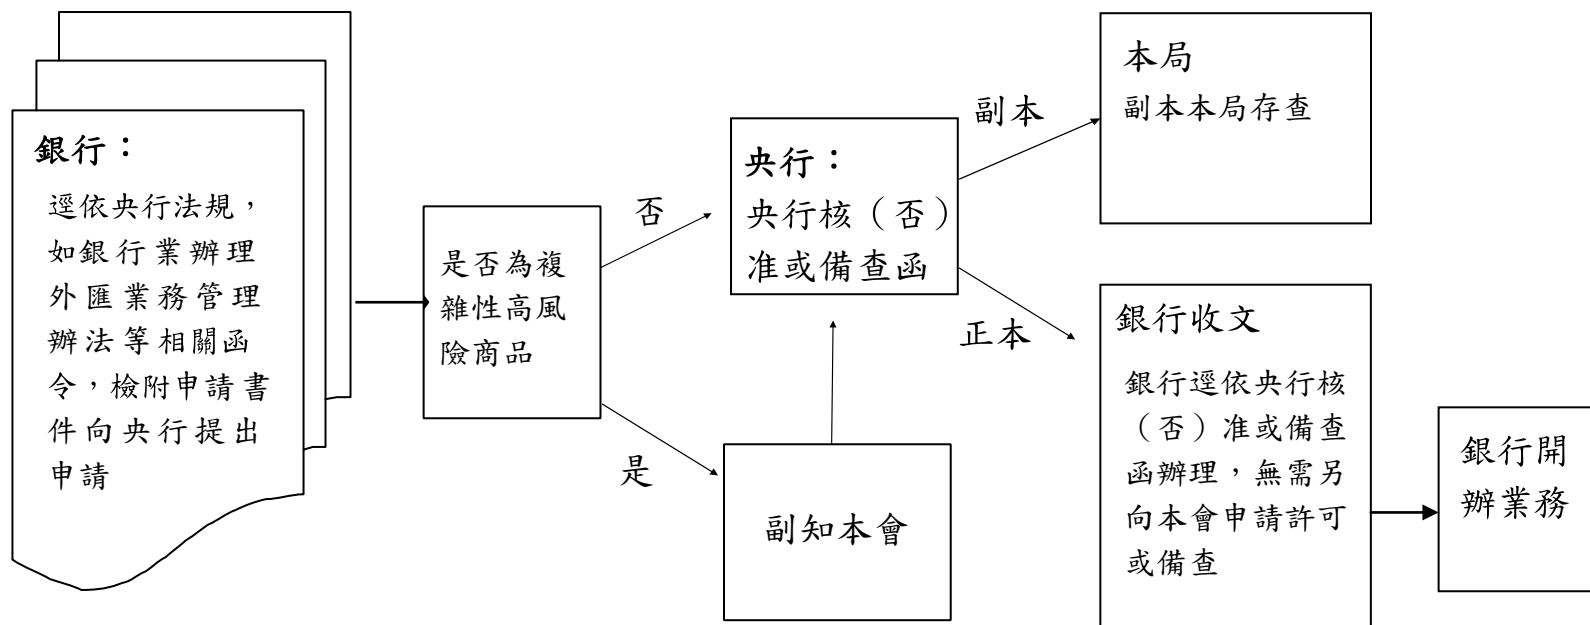 銀行：
逕依央行法規，
如銀行業辦理
外匯業務管理
辦法等相關函
令，檢附申請書
件向央行提出
申請
是否為複
雜性高風
險商品
否
是
副知本會
央行：
央行核（否）
准或備查函
副本
正本
本局
副本本局存查
銀行收文
銀行逕依央行核
（否）准或備查
函辦理，無需另
向本會申請許可
或備查
銀行開
辦業務